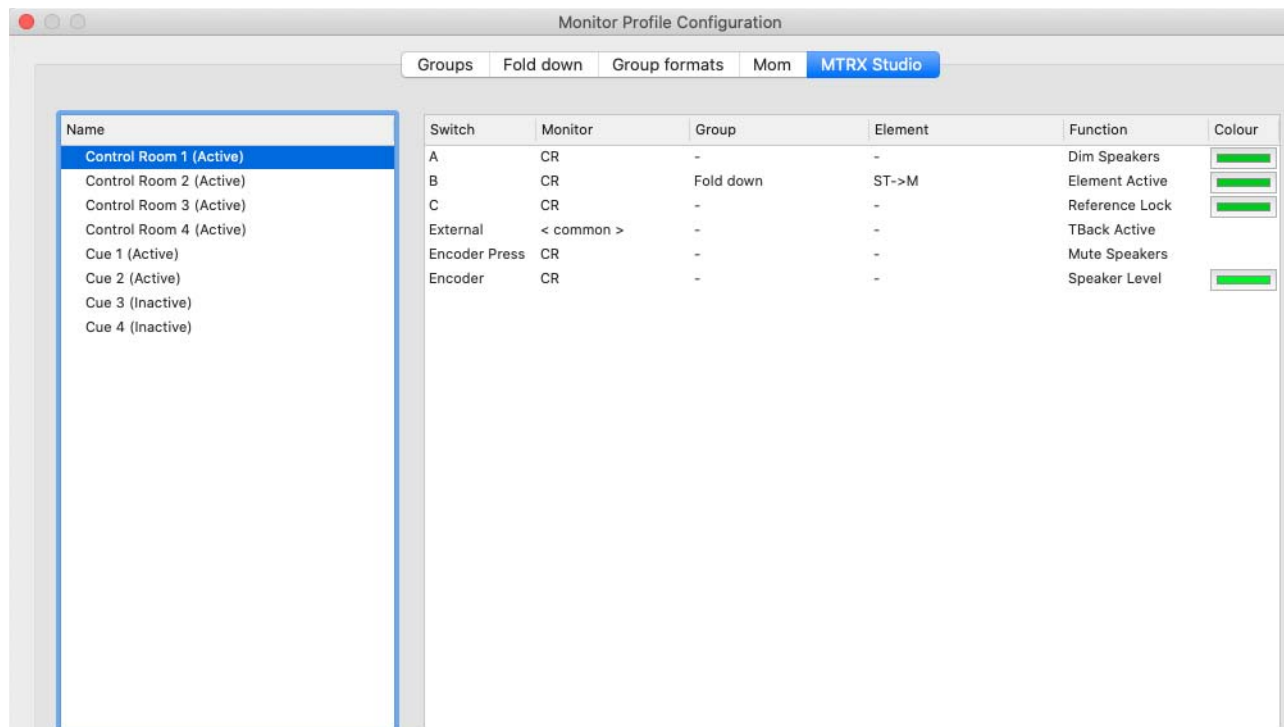 Monitor Profile Configuration
Groups Fold down Group formats Mom MTRX Studio
Name
Control Room 1 (Active)
Control Room 2 (Active)
Control Room 3 (Active)
Control Room 4 (Active)
Cue 1 (Active)
Cue 2 (Active)
Cue 3 (Inactive)
Cue 4 (Inactive)
Switch Monitor Group Element Function Colour
A CR - - Dim Speakers
B CR Fold down ST->M Element Active
C CR - - Reference Lock
External < common > - - TBack Active
Encoder Press CR - - Mute Speakers
Encoder CR - - Speaker Level